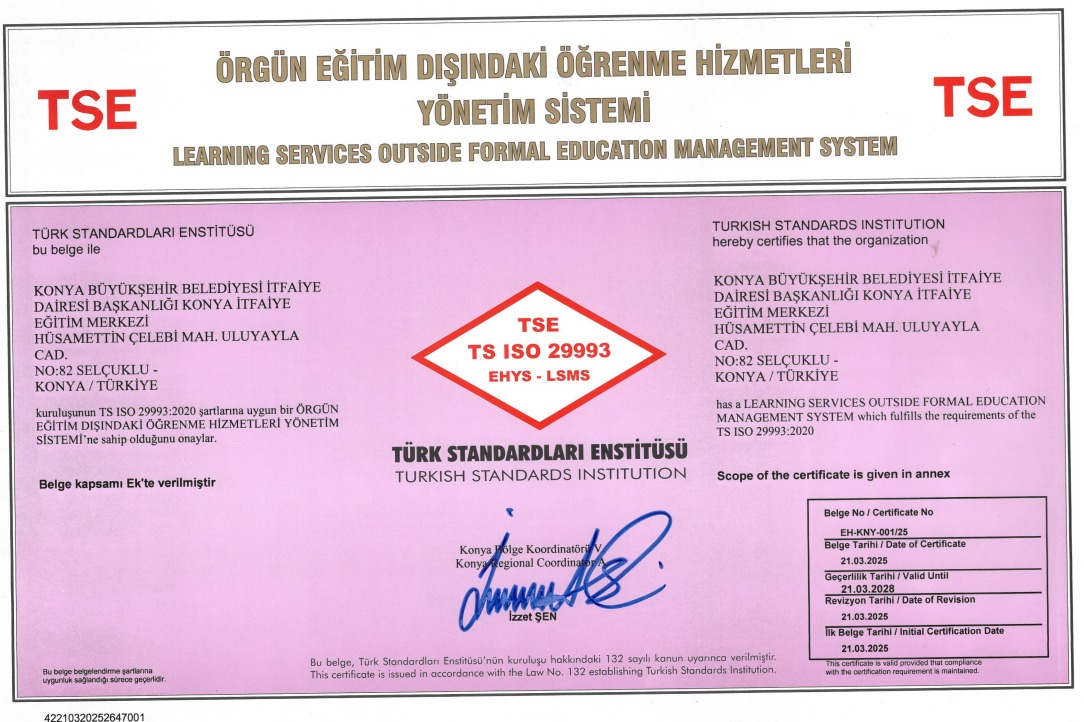 TSE
ÖRGÜN EĞİTİM DIŞINDAKİ ÖĞRENME HİZMETLERİ
YÖNETİM SİSTEMİ
LEARNING SERVICES OUTSIDE FORMAL EDUCATION MANAGEMENT SYSTEM
TSE
TÜRK STANDARDLARI ENSTİTÜSÜ
bu belge ile
KONYA BÜYÜKŞEHİR BELEDİYESİ İTFAİYE
DAİRESİ BAŞKANLIĞI KONYA İTFAİYE
EĞİTİM MERKEZİ
HÜSAMETTİN ÇELEBİ MAH. ULUYAYLA
CAD.
NO:82 SELÇUKLU -
KONYA / TÜRKİYE
kuruluşunun TS ISO 29993:2020 şartlarına uygun bir ÖRGÜN
EĞİTİM DIŞINDAKİ ÖĞRENME HİZMETLERİ YÖNETİM
SİSTEMİ'ne sahip olduğunu onaylar.
Belge kapsamı Ek'te verilmiştir
TSE
TS ISO 29993
EHYS - LSMS
TÜRK STANDARDLARI ENSTİTÜSÜ
TURKISH STANDARDS INSTITUTION
Konya Bölge Koordinatörü V.
Konya Regional Coordinator A.
İzzet ŞEN
TURKISH STANDARDS INSTITUTION
hereby certifies that the organization
KONYA BÜYÜKŞEHİR BELEDİYESİ İTFAİYE
DAİRESİ BAŞKANLIĞI KONYA İTFAİYE
EĞİTİM MERKEZİ
HÜSAMETTİN ÇELEBİ MAH. ULUYAYLA
CAD.
NO:82 SELÇUKLU -
KONYA / TÜRKİYE
has a LEARNING SERVICES OUTSIDE FORMAL EDUCATION
MANAGEMENT SYSTEM which fulfills the requirements of the
TS ISO 29993:2020
Scope of the certificate is given in annex
Belge No / Certificate No
EH-KNY-001/25
Belge Tarihi / Date of Certificate
21.03.2025
Geçerlilik Tarihi / Valid Until
21.03.2028
Revizyon Tarihi / Date of Revision
21.03.2025
İlk Belge Tarihi / Initial Certification Date
21.03.2025
This certificate is valid provided that compliance
with the certification requirement is maintained.
Bu belge belgelendirme şartlarına
uygunluk sağladığı sürece geçerlidir.
Bu belge, Türk Standardları Enstitüsü'nün kuruluşu hakkındaki 132 sayılı kanun uyarınca verilmiştir.
This certificate is issued in accordance with the Law No. 132 establishing Turkish Standards Institution.
42210320252647001